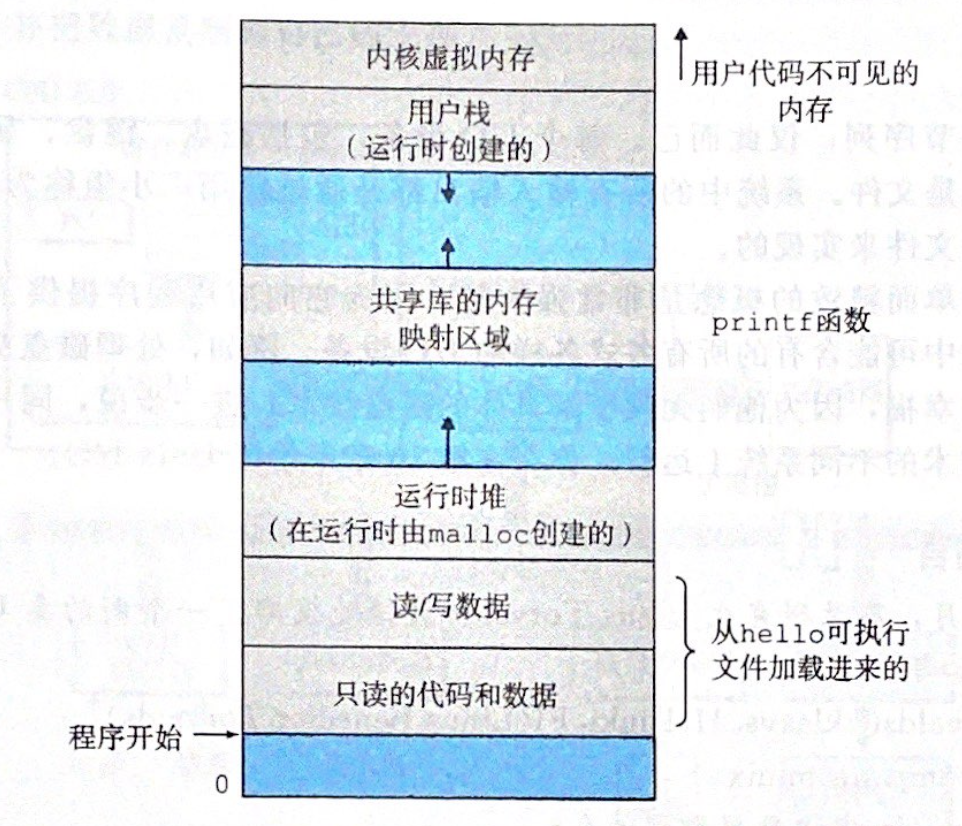 内核虚拟内存
用户代码不可见的
内存
用户栈
(运行时创建的)
共享库的内存
映射区域
printf函数
运行时堆
(在运行时由malloc创建的)
读/写数据
从hello可执行
文件加载进来的
只读的代码和数据
程序开始
0